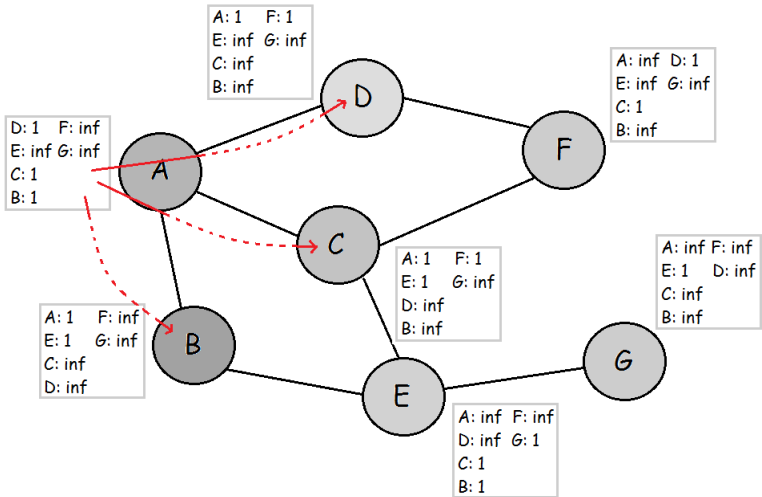 A: 1 F: 1
E: inf G: inf
C: inf
B: inf
D
A: inf D: 1
E: inf G: inf
C: 1
B: inf
F
D: 1 F: inf
E: inf G: inf
C: 1
B: 1
A
C
A: 1 F: 1
E: 1 G: inf
D: inf
B: inf
A: inf F: inf
E: 1 D: inf
C: inf
B: inf
A: 1 F: inf
E: 1 G: inf
C: inf
D: inf
B
G
E
A: inf F: inf
D: inf G: 1
C: 1
B: 1